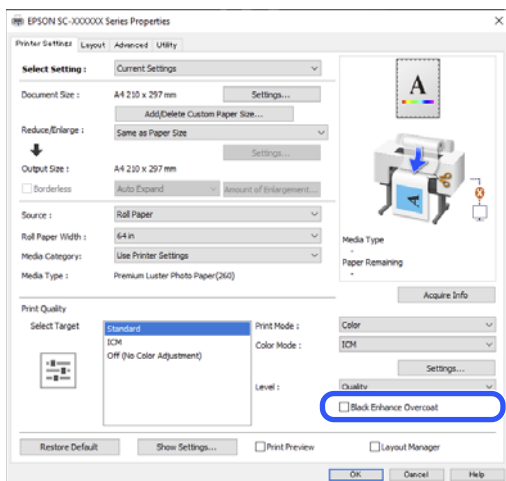 EPSON SC-XXXXXX Series Properties
Printer Settings Layout Advanced Utility
Select Setting : Current Settings
Document Size : A4 210 x 297 mm Settings...
Add/Delete Custom Paper Size...
Reduce/Enlarge : Same as Paper Size
Settings...
Output Size : A4 210 x 297 mm
Borderless Auto Expand Amount of Enlargement...
Source : Roll Paper
Roll Paper Width : 64 in
Media Category: Use Printer Settings
Media Type : Premium Luster Photo Paper(260)
A
A
Media Type
-
Paper Remaining
-
Acquire Info
Print Quality
Select Target
Standard
ICM
Off (No Color Adjustment)
Print Mode : Color
Color Mode : ICM
Settings...
Level : Quality
Black Enhance Overcoat
Restore Default Show Settings... Print Preview Layout Manager
OK Cancel Help